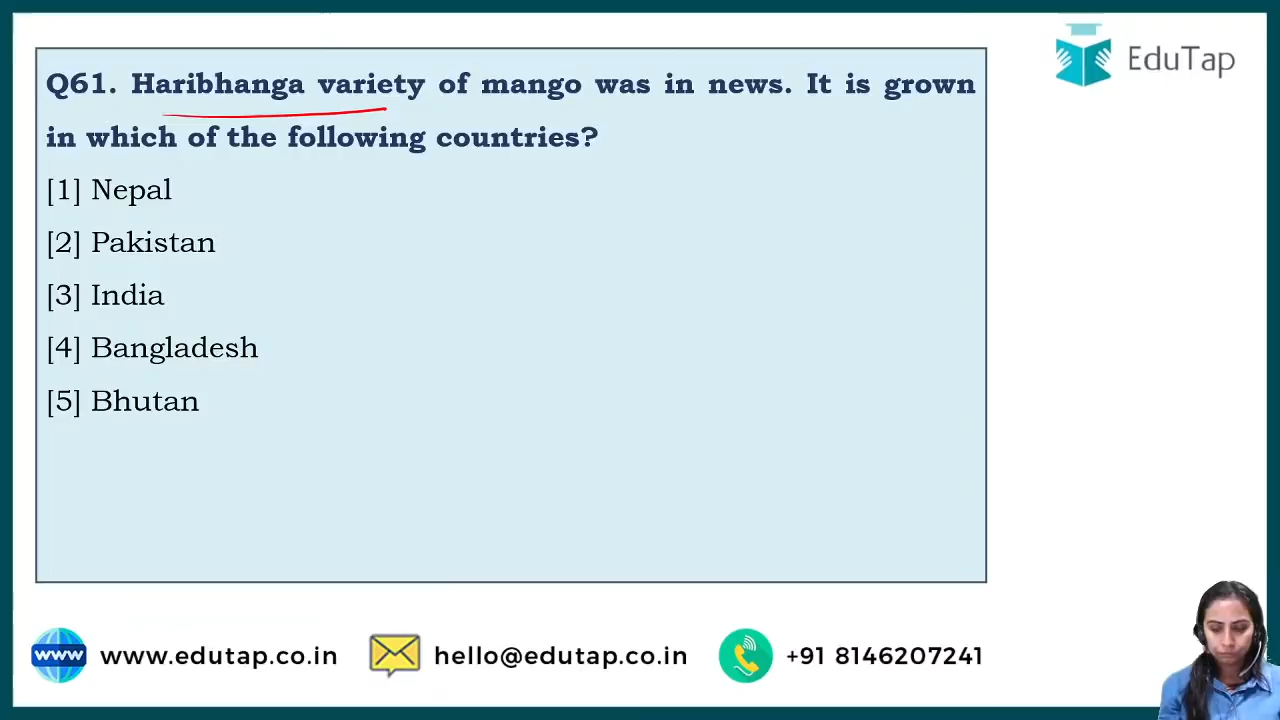 EduTap
Q61. Haribhanga variety of mango was in news. It is grown
in which of the following countries?
[1] Nepal
[2] Pakistan
[3] India
[4] Bangladesh
[5] Bhutan
www www.edutap.co.in hello@edutap.co.in +91 8146207241